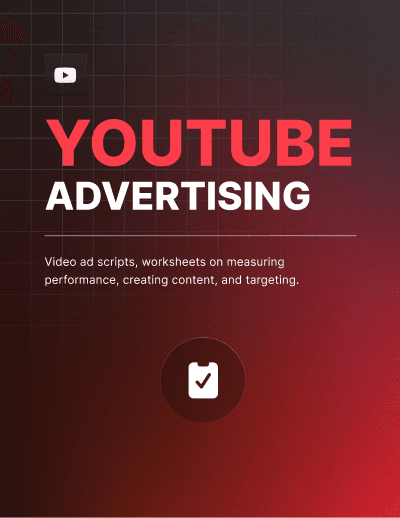 YOUTUBE
ADVERTISING
Video ad scripts, worksheets on measuring
performance, creating content, and targeting.